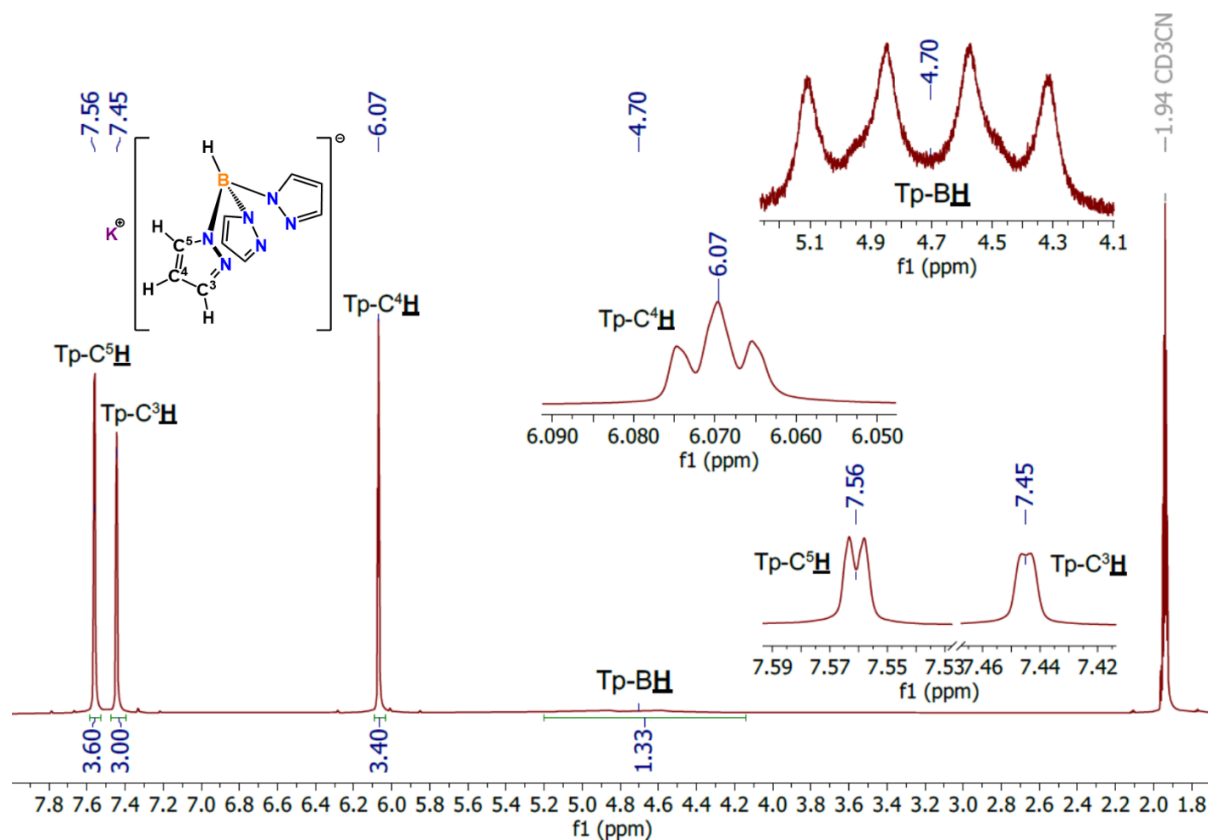 7.56
7.45
6.07
4.70
1.94 CD3CN
K⊕
⊖
H
B
N
N
N
N
N
N
C5
C4
C3
H
H
H
4.70
Tp-BH
5.1 4.9 4.7 4.5 4.3 4.1
f1 (ppm)
6.07
Tp-C4H
6.090 6.080 6.070 6.060 6.050
f1 (ppm)
Tp-C4H
Tp-C5H
Tp-C3H
7.56
7.45
Tp-C5H
Tp-C3H
7.59 7.57 7.55 7.53 7.46 7.44 7.42
f1 (ppm)
Tp-BH
3.60
3.00
3.40
1.33
7.8 7.6 7.4 7.2 7.0 6.8 6.6 6.4 6.2 6.0 5.8 5.6 5.4 5.2 5.0 4.8 4.6 4.4 4.2 4.0 3.8 3.6 3.4 3.2 3.0 2.8 2.6 2.4 2.2 2.0 1.8
f1 (ppm)